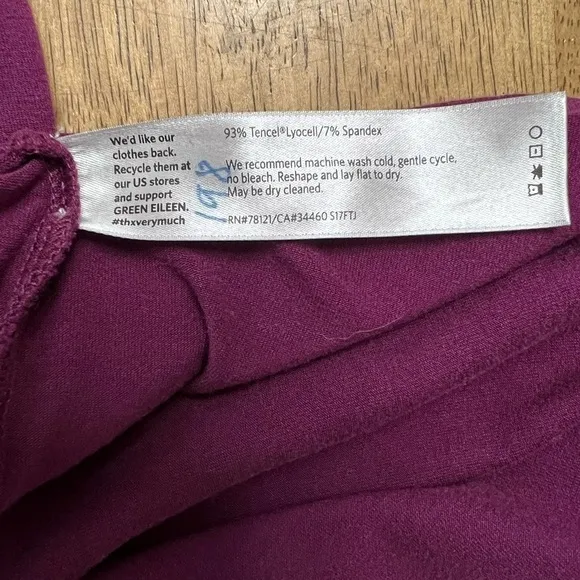 We'd like our
clothes back.
Recycle them at
our US stores
and support
GREEN EILEEN.
#thxverymuch
198
93% Tencel®Lyocell/7% Spandex
We recommend machine wash cold, gentle cycle,
no bleach. Reshape and lay flat to dry.
May be dry cleaned.
RN#78121/CA#34460 S17FTJ